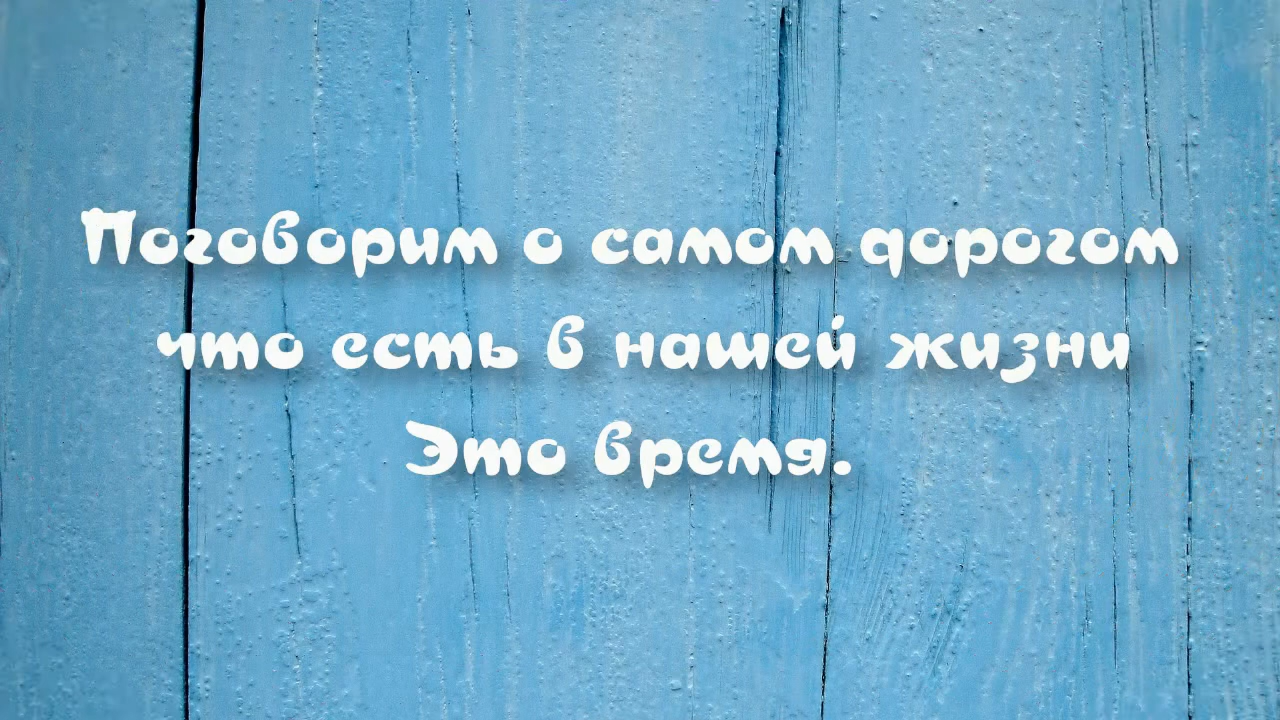 Поговорим о самом дорогом
что есть в нашей жизни
Это время.